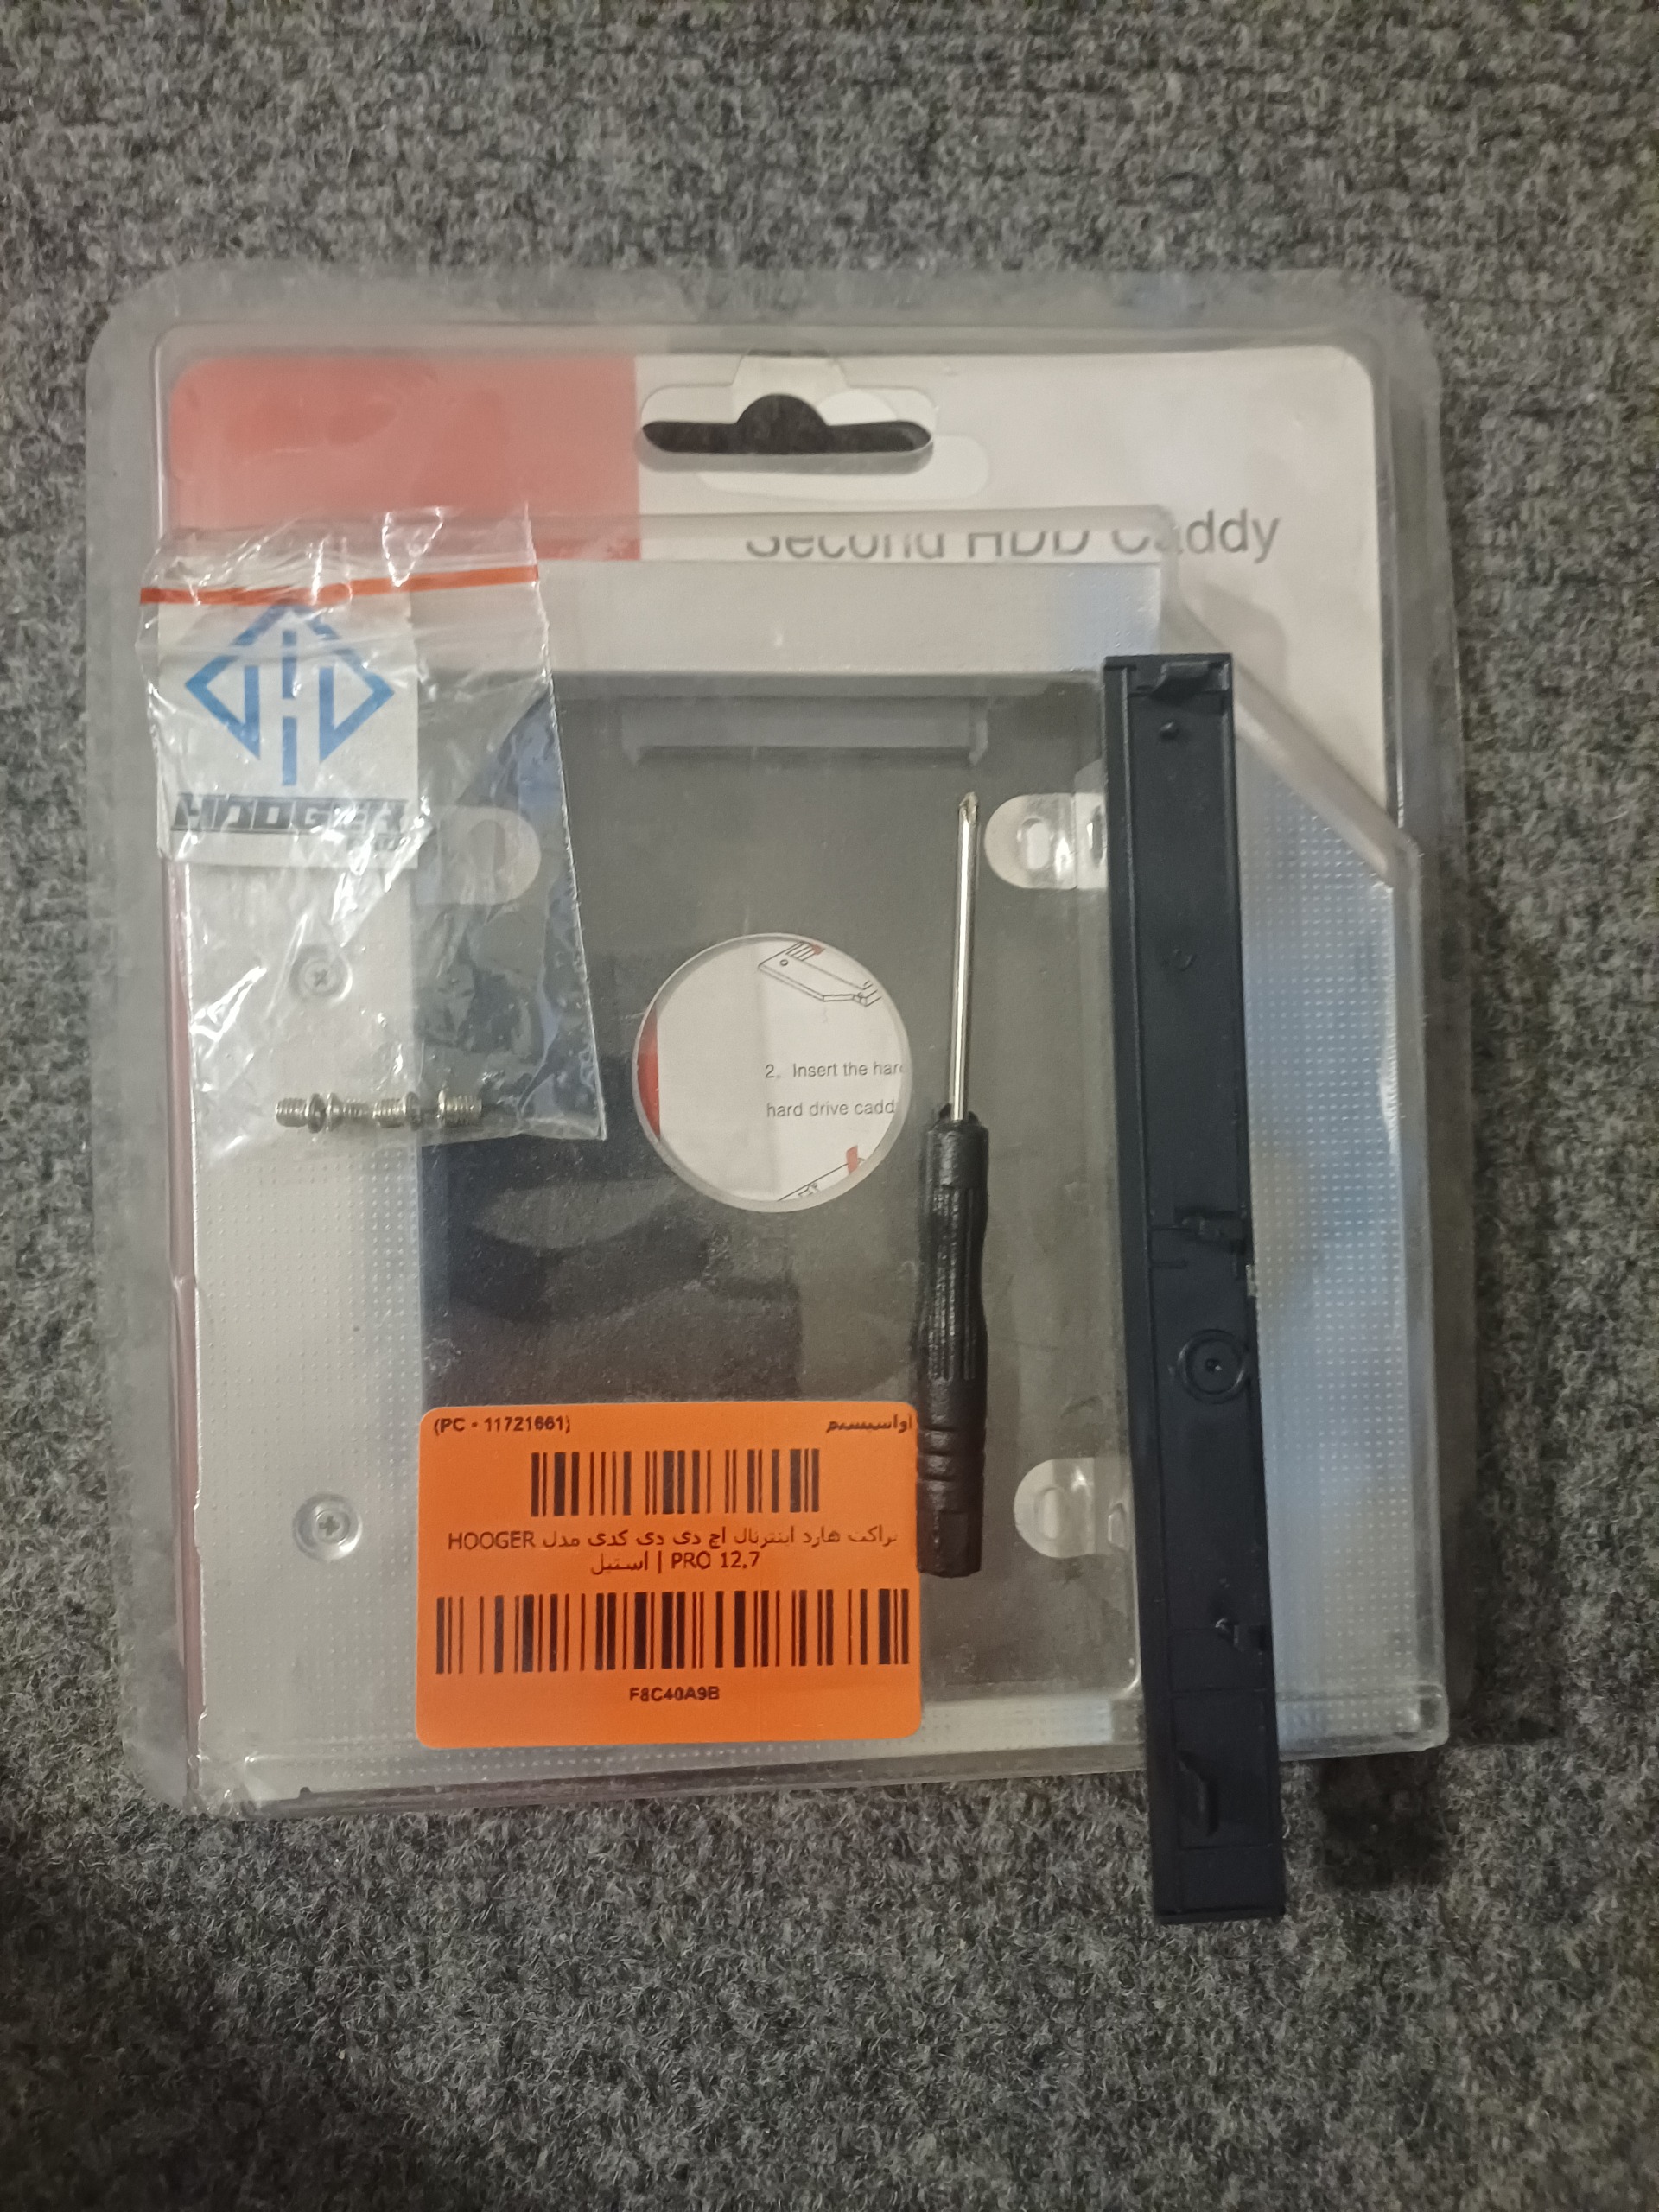 Second HDD Caddy
HOOGER
2. Insert the hard
hard drive cadd
(PC - 11721661)
اواسیستم
براکت هارد اینترنال اچ دی دی کدی مدل HOOGER
PRO 12,7 | استیل
F8C40A9B